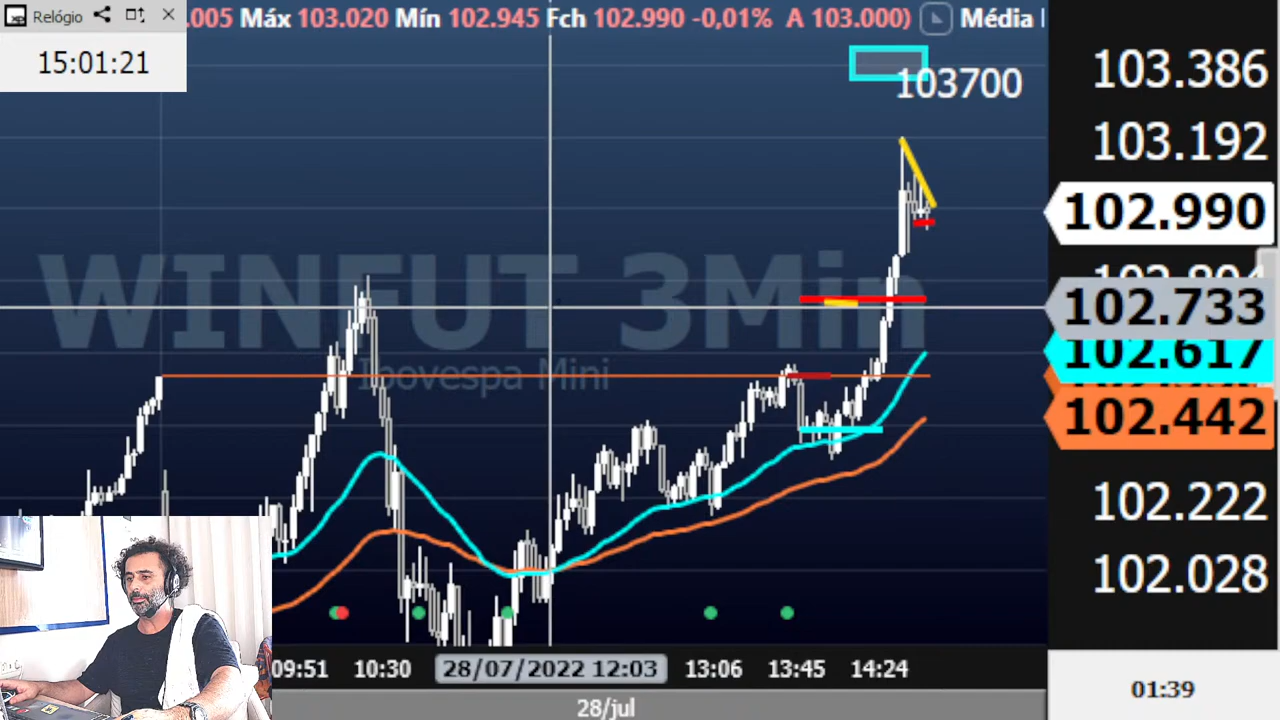 Relógio
.005 Máx 103.020 Mín 102.945 Fch 102.990 -0,01% A 103.000)
Média
15:01:21
103700
103.386
103.192
102.990
WINFUT 3Min
Ibovespa Mini
102.733
102.617
102.442
102.222
102.028
09:51
10:30
28/07/2022 12:03
13:06
13:45
14:24
01:39
28/jul